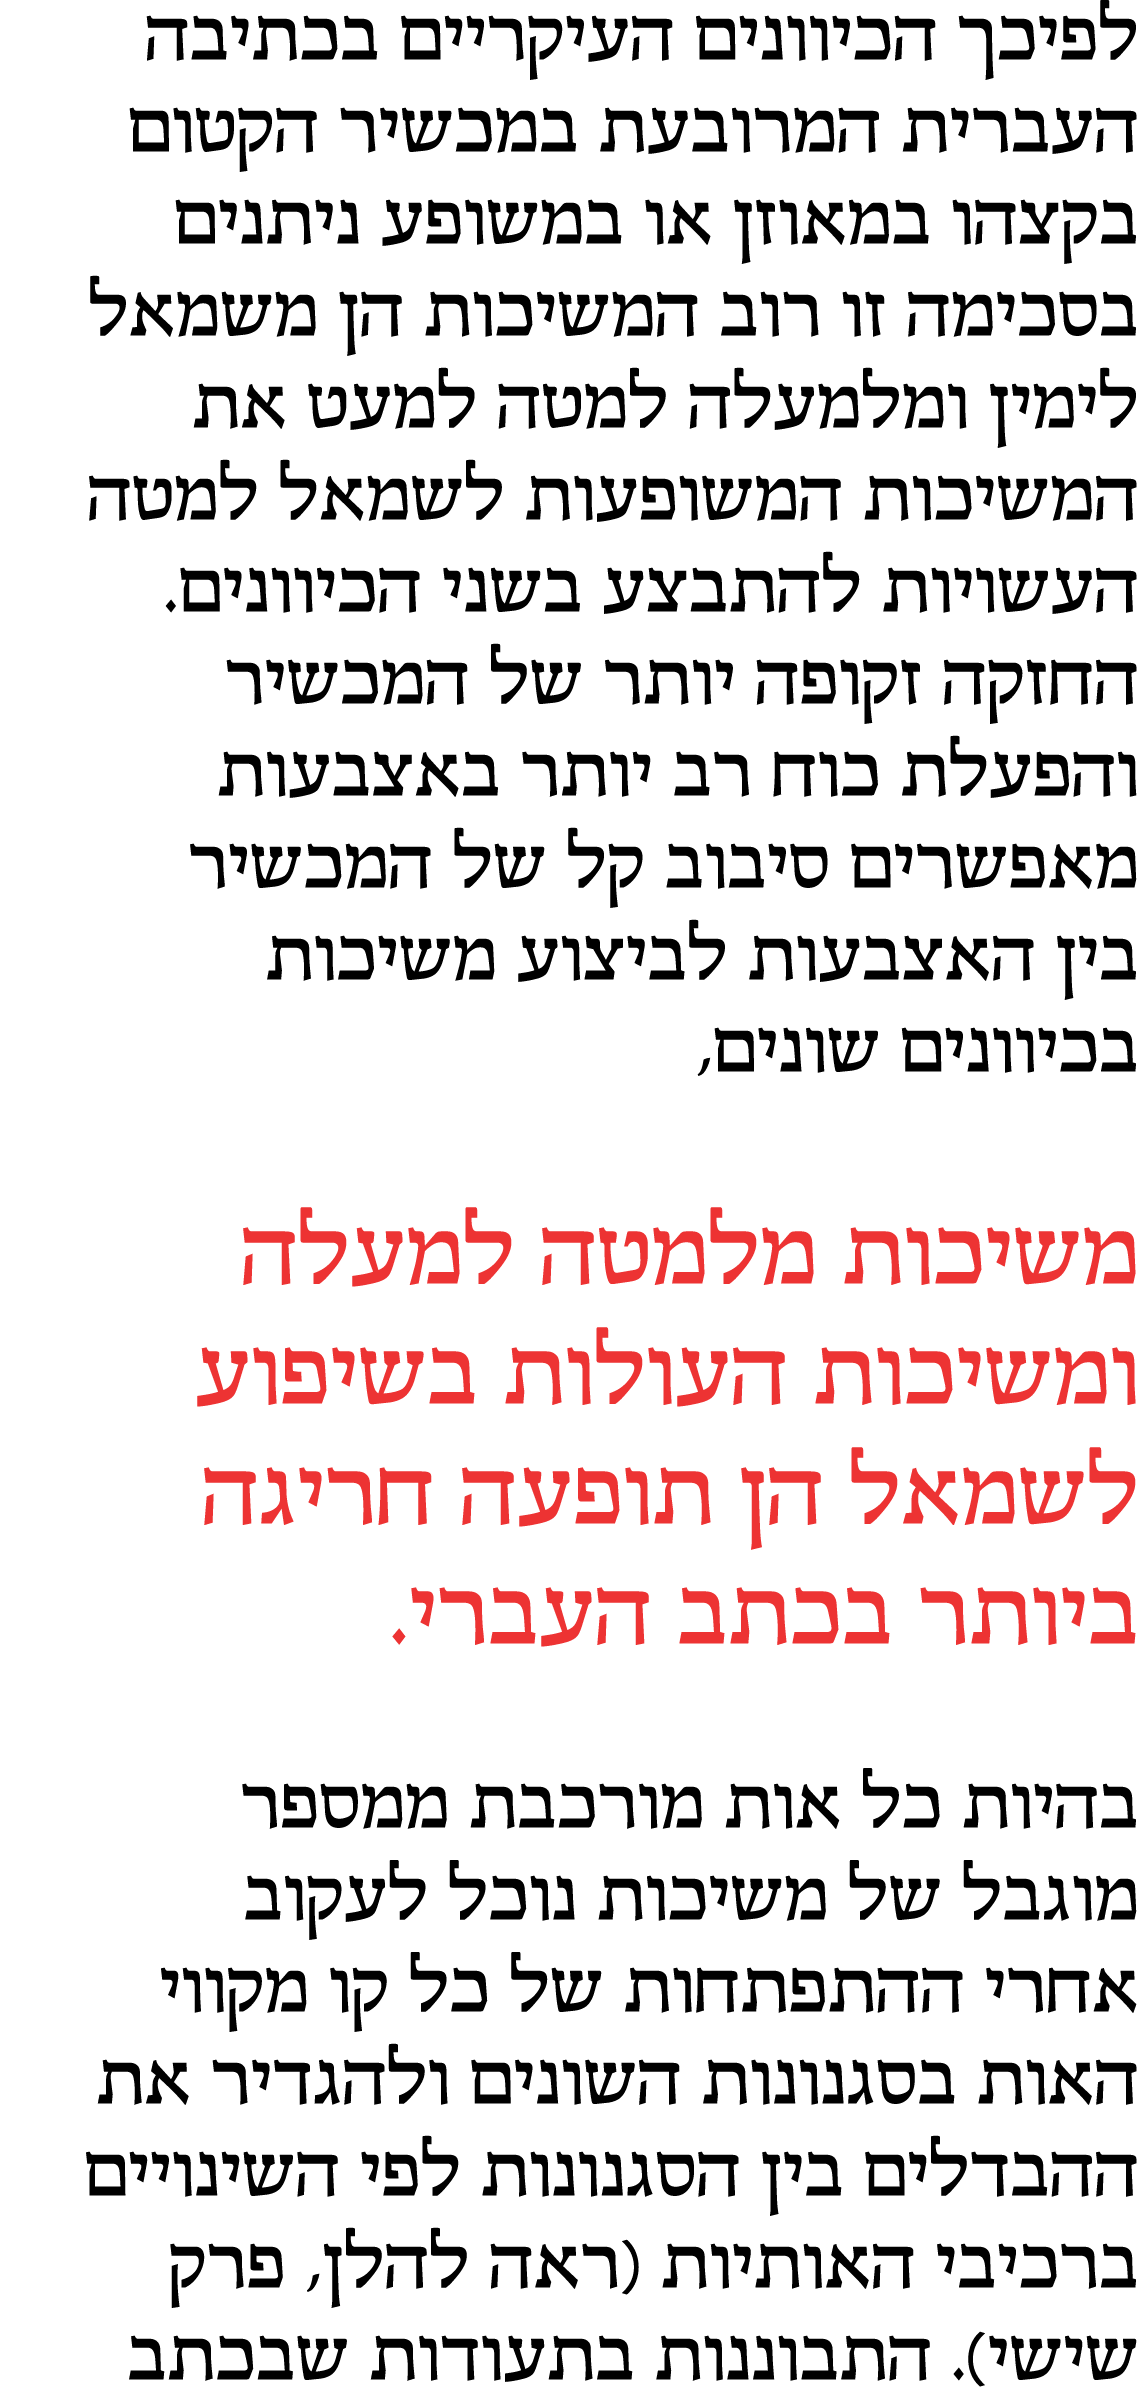 לפיכך הכיוונים העיקריים בכתיבה
העברית המרובעת במכשיר הקטום
בקצהו במאוזן או במשופע ניתנים
בסכימה זו רוב המשיכות הן משמאל
לימין ומלמעלה למטה למעט את
המשיכות המשופעות לשמאל למטה
העשויות להתבצע בשני הכיוונים.
החזקה זקופה יותר של המכשיר
והפעלת כוח רב יותר באצבעות
מאפשרים סיבוב קל של המכשיר
בין האצבעות לביצוע משיכות
בכיוונים שונים,
משיכות מלמטה למעלה
ומשיכות העולות בשיפוע
לשמאל הן תופעה חריגה
ביותר בכתב העברי.
בהיות כל אות מורכבת ממספר
מוגבל של משיכות נוכל לעקוב
אחרי ההתפתחות של כל קו מקווי
האות בסגנונות השונים ולהגדיר את
ההבדלים בין הסגנונות לפי השינויים
ברכיבי האותיות (ראה להלן, פרק
שישי). התבוננות בתעודות שבכתב